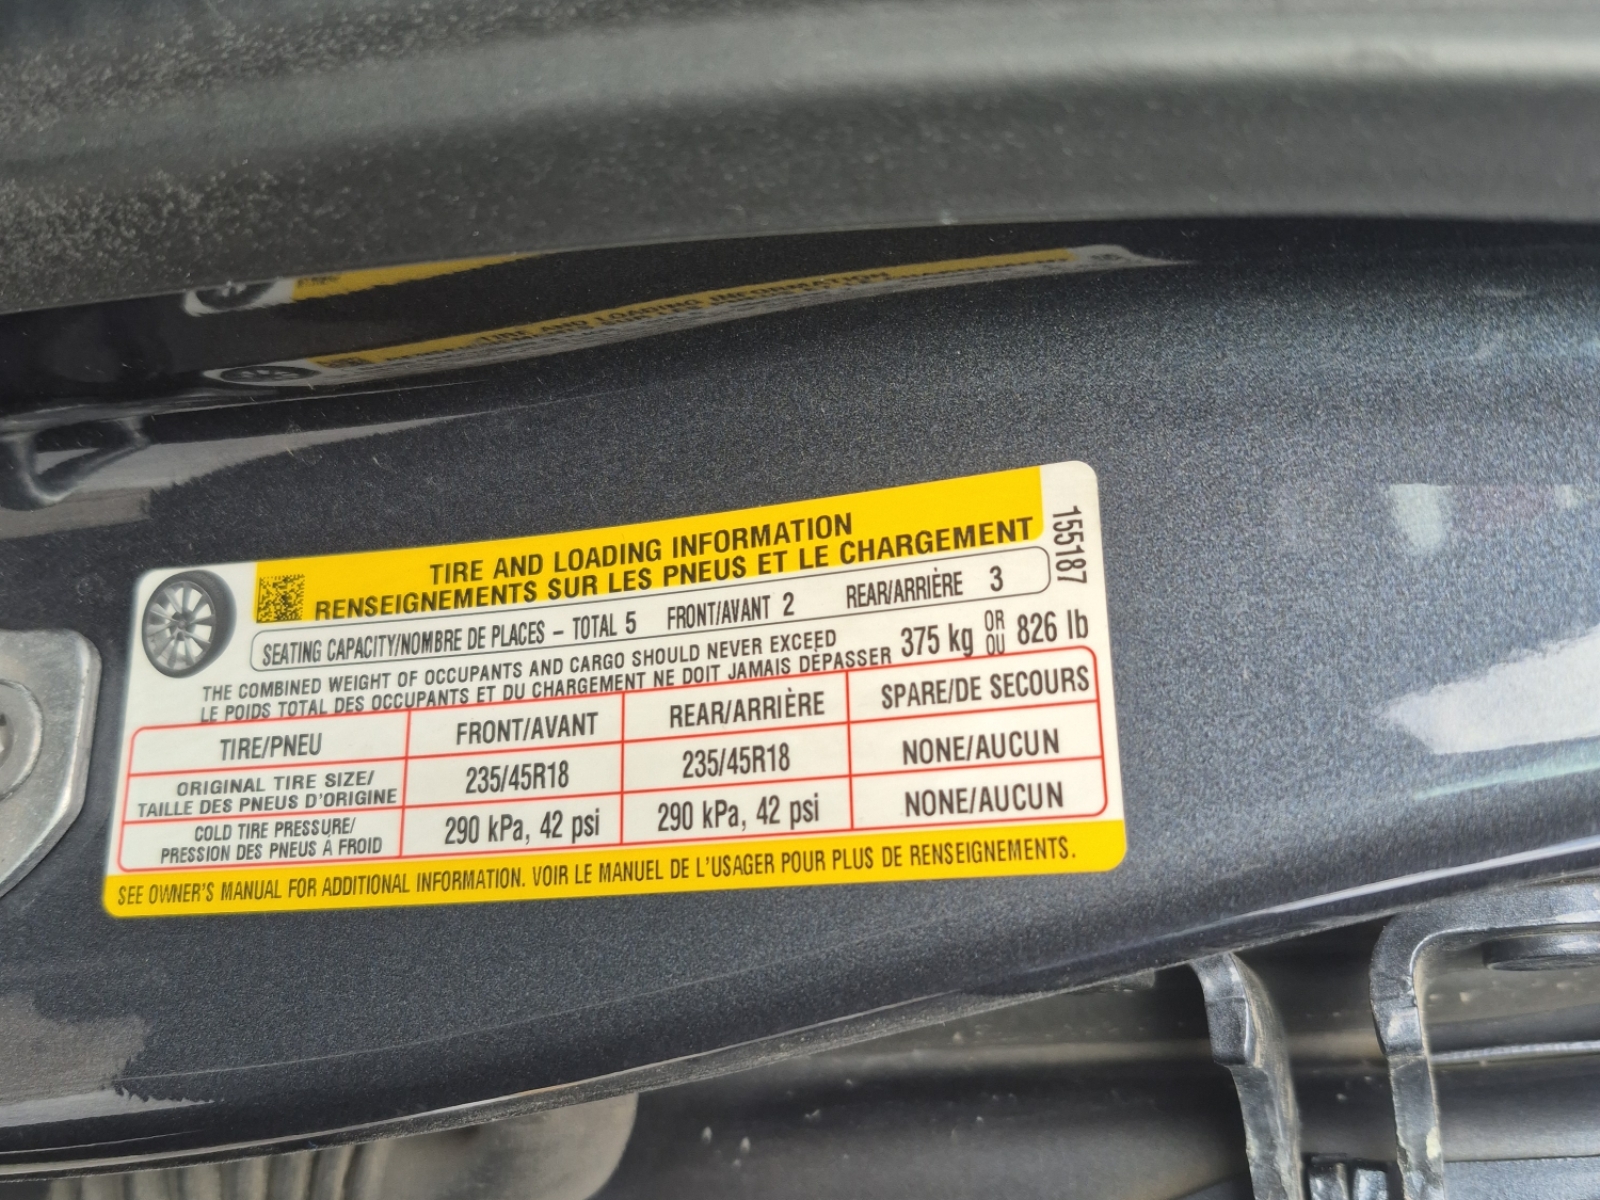 TIRE AND LOADING INFORMATION
RENSEIGNEMENTS SUR LES PNEUS ET LE CHARGEMENT
155187
SEATING CAPACITY/NOMBRE DE PLACES – TOTAL 5 FRONT/AVANT 2 REAR/ARRIÈRE 3
THE COMBINED WEIGHT OF OCCUPANTS AND CARGO SHOULD NEVER EXCEED
LE POIDS TOTAL DES OCCUPANTS ET DU CHARGEMENT NE DOIT JAMAIS DÉPASSER
375 kg OR OU 826 lb
TIRE/PNEU FRONT/AVANT REAR/ARRIÈRE SPARE/DE SECOURS
ORIGINAL TIRE SIZE/
TAILLE DES PNEUS D'ORIGINE
235/45R18 235/45R18 NONE/AUCUN
COLD TIRE PRESSURE/
PRESSION DES PNEUS À FROID
290 kPa, 42 psi 290 kPa, 42 psi NONE/AUCUN
SEE OWNER'S MANUAL FOR ADDITIONAL INFORMATION. VOIR LE MANUEL DE L'USAGER POUR PLUS DE RENSEIGNEMENTS.